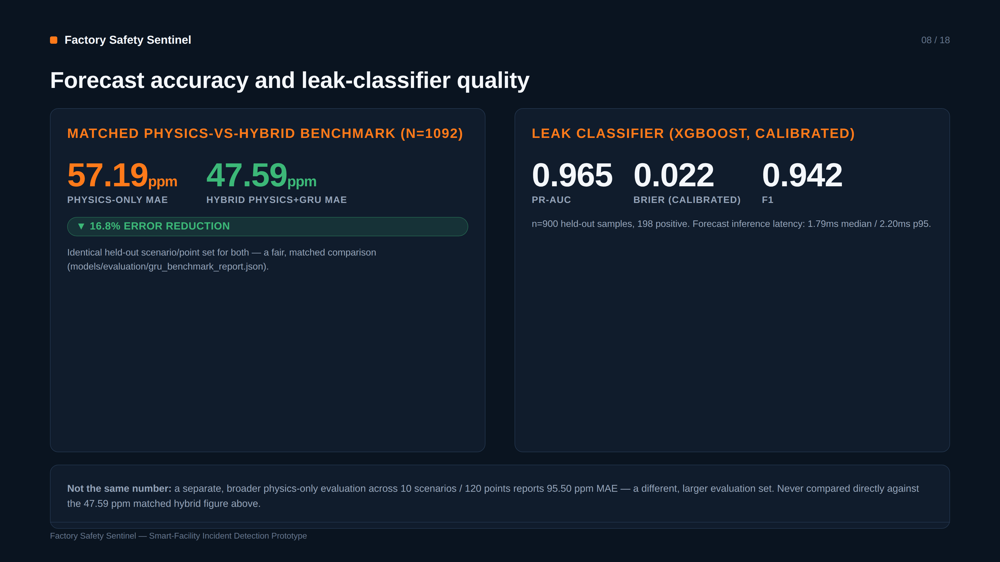 Factory Safety Sentinel
08 / 18
Forecast accuracy and leak-classifier quality
MATCHED PHYSICS-VS-HYBRID BENCHMARK (N=1092)
57.19ppm
PHYSICS-ONLY MAE
47.59ppm
HYBRID PHYSICS+GRU MAE
▼ 16.8% ERROR REDUCTION
Identical held-out scenario/point set for both — a fair, matched comparison
(models/evaluation/gru_benchmark_report.json).
LEAK CLASSIFIER (XGBOOST, CALIBRATED)
0.965
PR-AUC
0.022
BRIER (CALIBRATED)
0.942
F1
n=900 held-out samples, 198 positive. Forecast inference latency: 1.79ms median / 2.20ms p95.
Not the same number: a separate, broader physics-only evaluation across 10 scenarios / 120 points reports 95.50 ppm MAE — a different, larger evaluation set. Never compared directly against
the 47.59 ppm matched hybrid figure above.
Factory Safety Sentinel — Smart-Facility Incident Detection Prototype